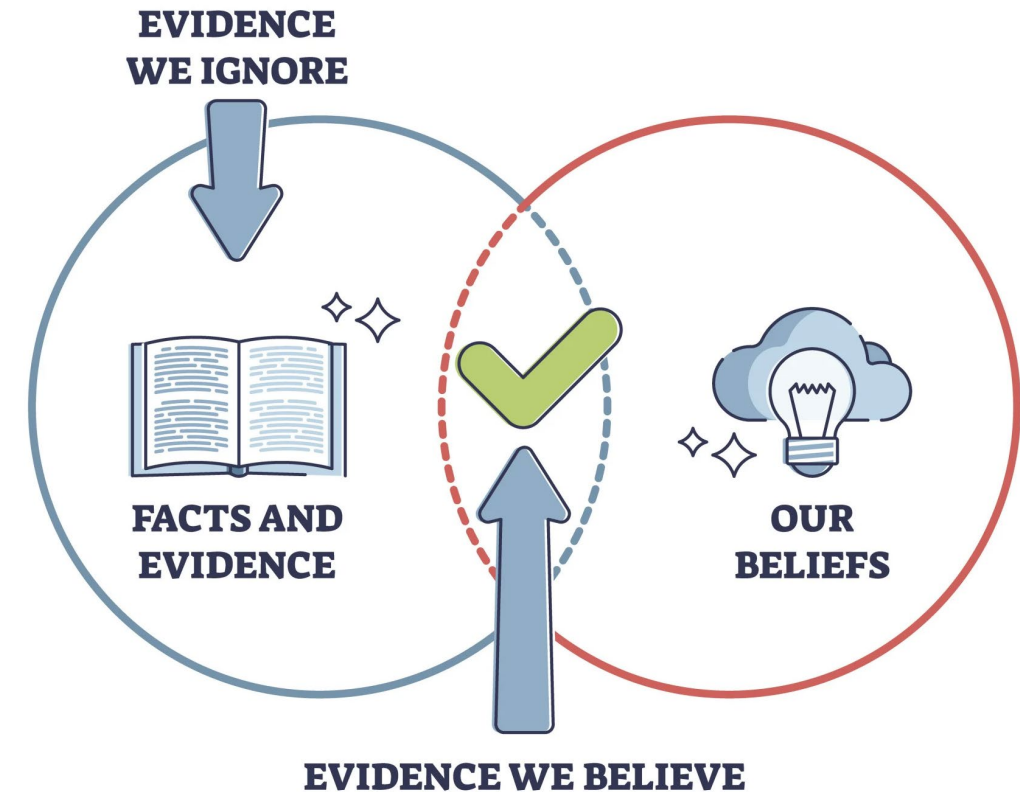 EVIDENCE
WE IGNORE
FACTS AND
EVIDENCE
OUR
BELIEFS
EVIDENCE WE BELIEVE